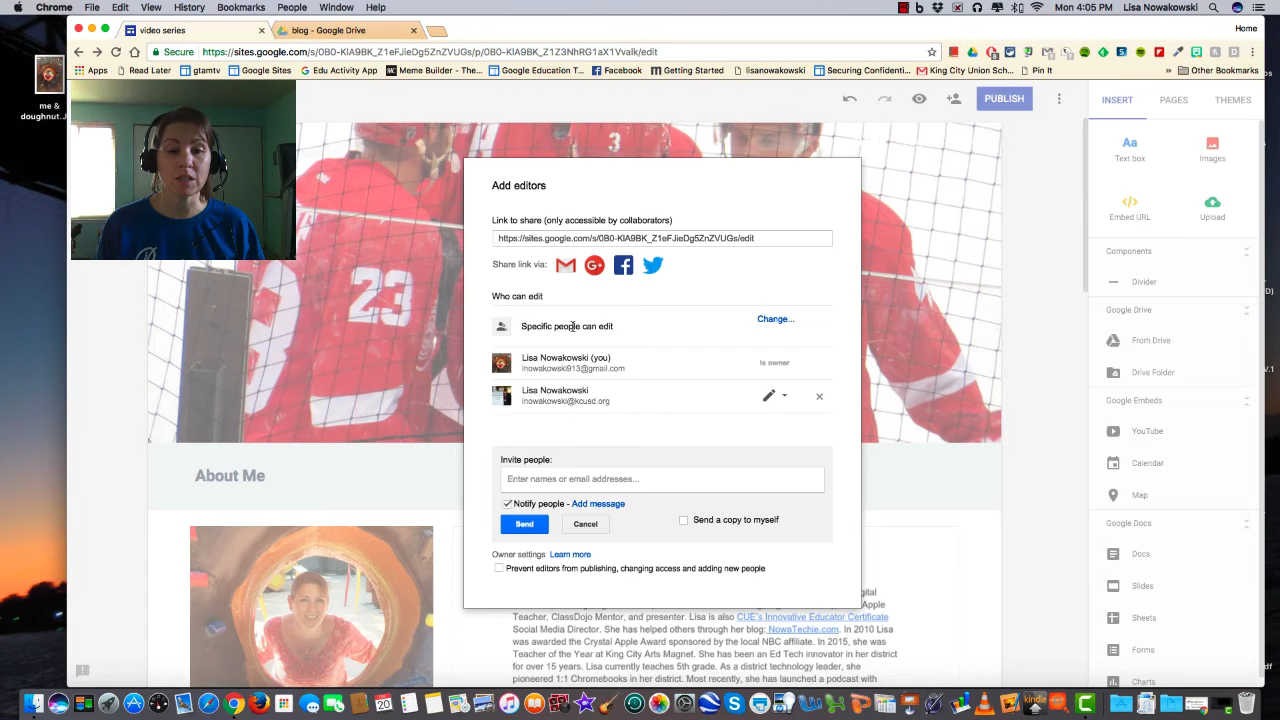 Chrome File Edit View History Bookmarks People Window Help
Mon 4:05 PM Lisa Nowakowski
video series
blog - Google Drive
Home
Secure https://sites.google.com/s/0B0-KlA9BK_Z1eFJieDg5ZnZVUGs/p/0B0-KlA9BK_Z1Z3NhRG1aX1Vvalk/edit
Apps Read Later gtamtv Google Sites Edu Activity Bag Meme Builder - The... Google Education T... Facebook Getting Started lisanowakowski Securing Confidenti... King City Union Sch... Pin It » Other Bookmarks
me &
doughnut.J
PUBLISH
INSERT PAGES THEMES
Text box
Images
Embed URL
Upload
Components
Divider
Google Drive
From Drive
Drive Folder
Google Embeds
YouTube
Calendar
Map
Google Docs
Docs
Slides
Sheets
Forms
Charts
3
23
About Me
Add editors
Link to share (only accessible by collaborators)
https://sites.google.com/s/0B0-KlA9BK_Z1eFJieDg5ZnZVUGs/edit
Share link via:
Who can edit
Specific people can edit
Change...
Lisa Nowakowski (you)
lnowakowski913@gmail.com
Is owner
Lisa Nowakowski
lnowakowski@kcusd.org
Invite people:
Enter names or email addresses...
Notify people - Add message
Send
Cancel
Send a copy to myself
Owner settings Learn more
Prevent editors from publishing, changing access and adding new people
Teacher, ClassDojo Mentor, and presenter. Lisa is also CUE's Innovative Educator Certificate
Social Media Director. She has helped others through her blog: NowaTechie.com. In 2010 Lisa
was awarded the Crystal Apple Award sponsored by the local NBC affiliate. In 2015, she was
Teacher of the Year at King City Arts Magnet. She has been an Ed Tech innovator in her district
for over 15 years. Lisa currently teaches 5th grade. As a district technology leader, she
pioneered 1:1 Chromebooks in her district. Most recently, she has launched a podcast with